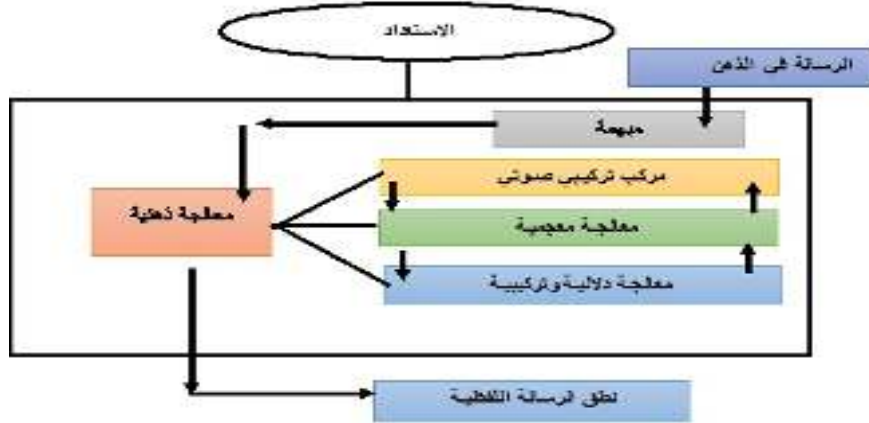 الاستعداد
الرسالة في الذهن
مبهمة
مركب تركيبي صوتي
معالجة ذهنية
معالجة معجمية
معالجة دلالية وتركيبية
نطق الرسالة اللفظية